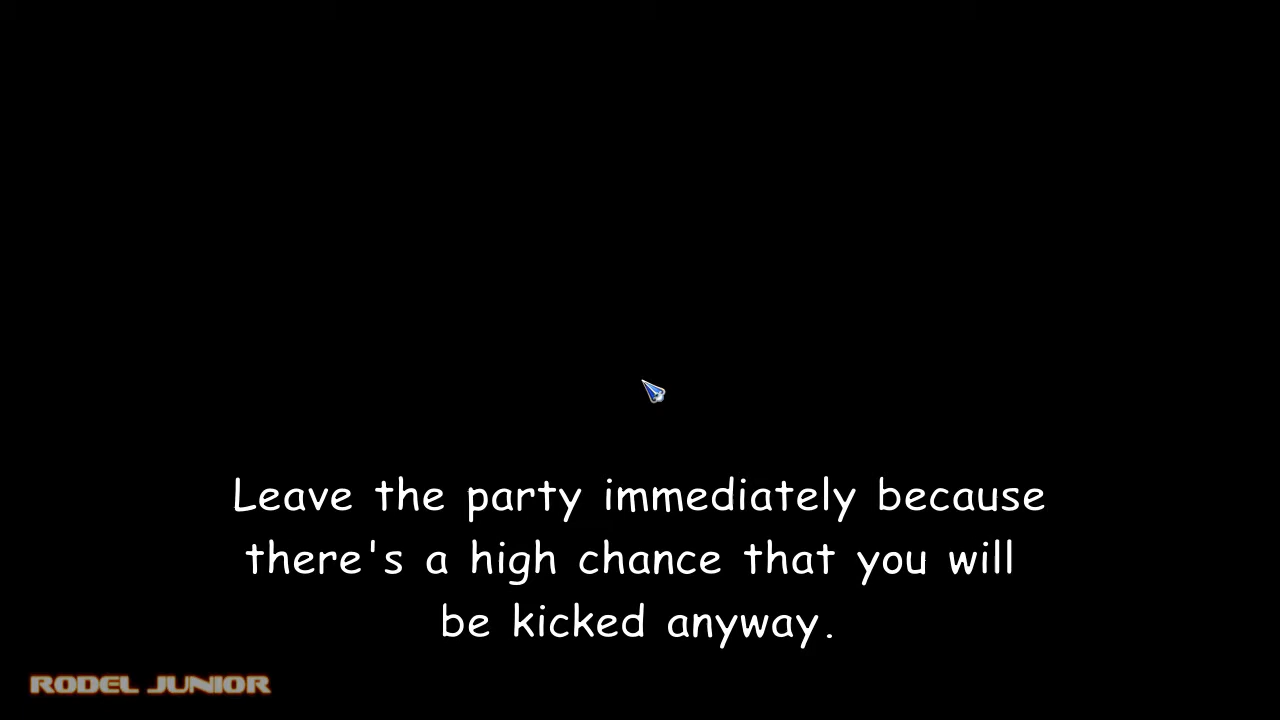 Leave the party immediately because
there's a high chance that you will
be kicked anyway.
RODEL JUNIOR